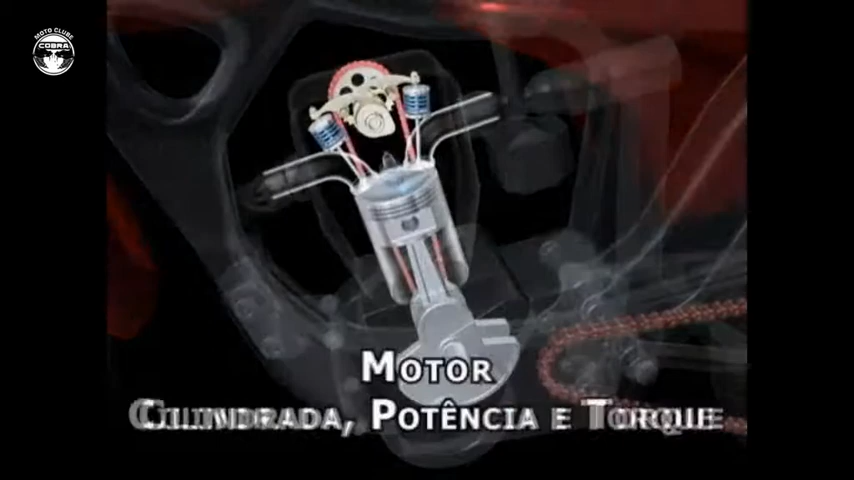 MOTO CLUBE
COBRA
MOTOR
CILINDRADA, POTÊNCIA E TORQUE